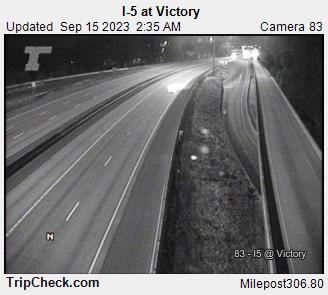 I-5 at Victory
Updated Sep 15 2023 2:35 AM
Camera 83
T
N
83 - I5 @ Victory
TripCheck.com
Milepost306.80